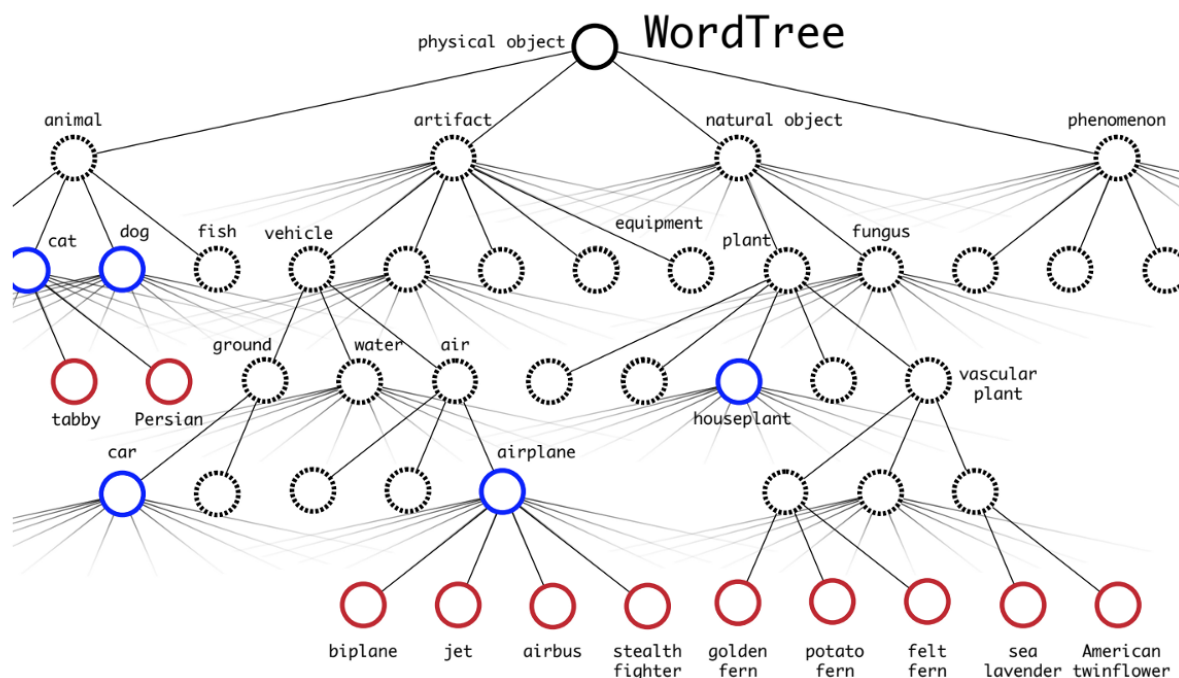 physical object
WordTree
animal
artifact
natural object
phenomenon
cat
dog
fish
vehicle
equipment
plant
fungus
ground
water
air
vascular
plant
tabby
Persian
houseplant
car
airplane
biplane
jet
airbus
stealth
fighter
golden
fern
potato
fern
felt
fern
sea
lavender
American
twinflower